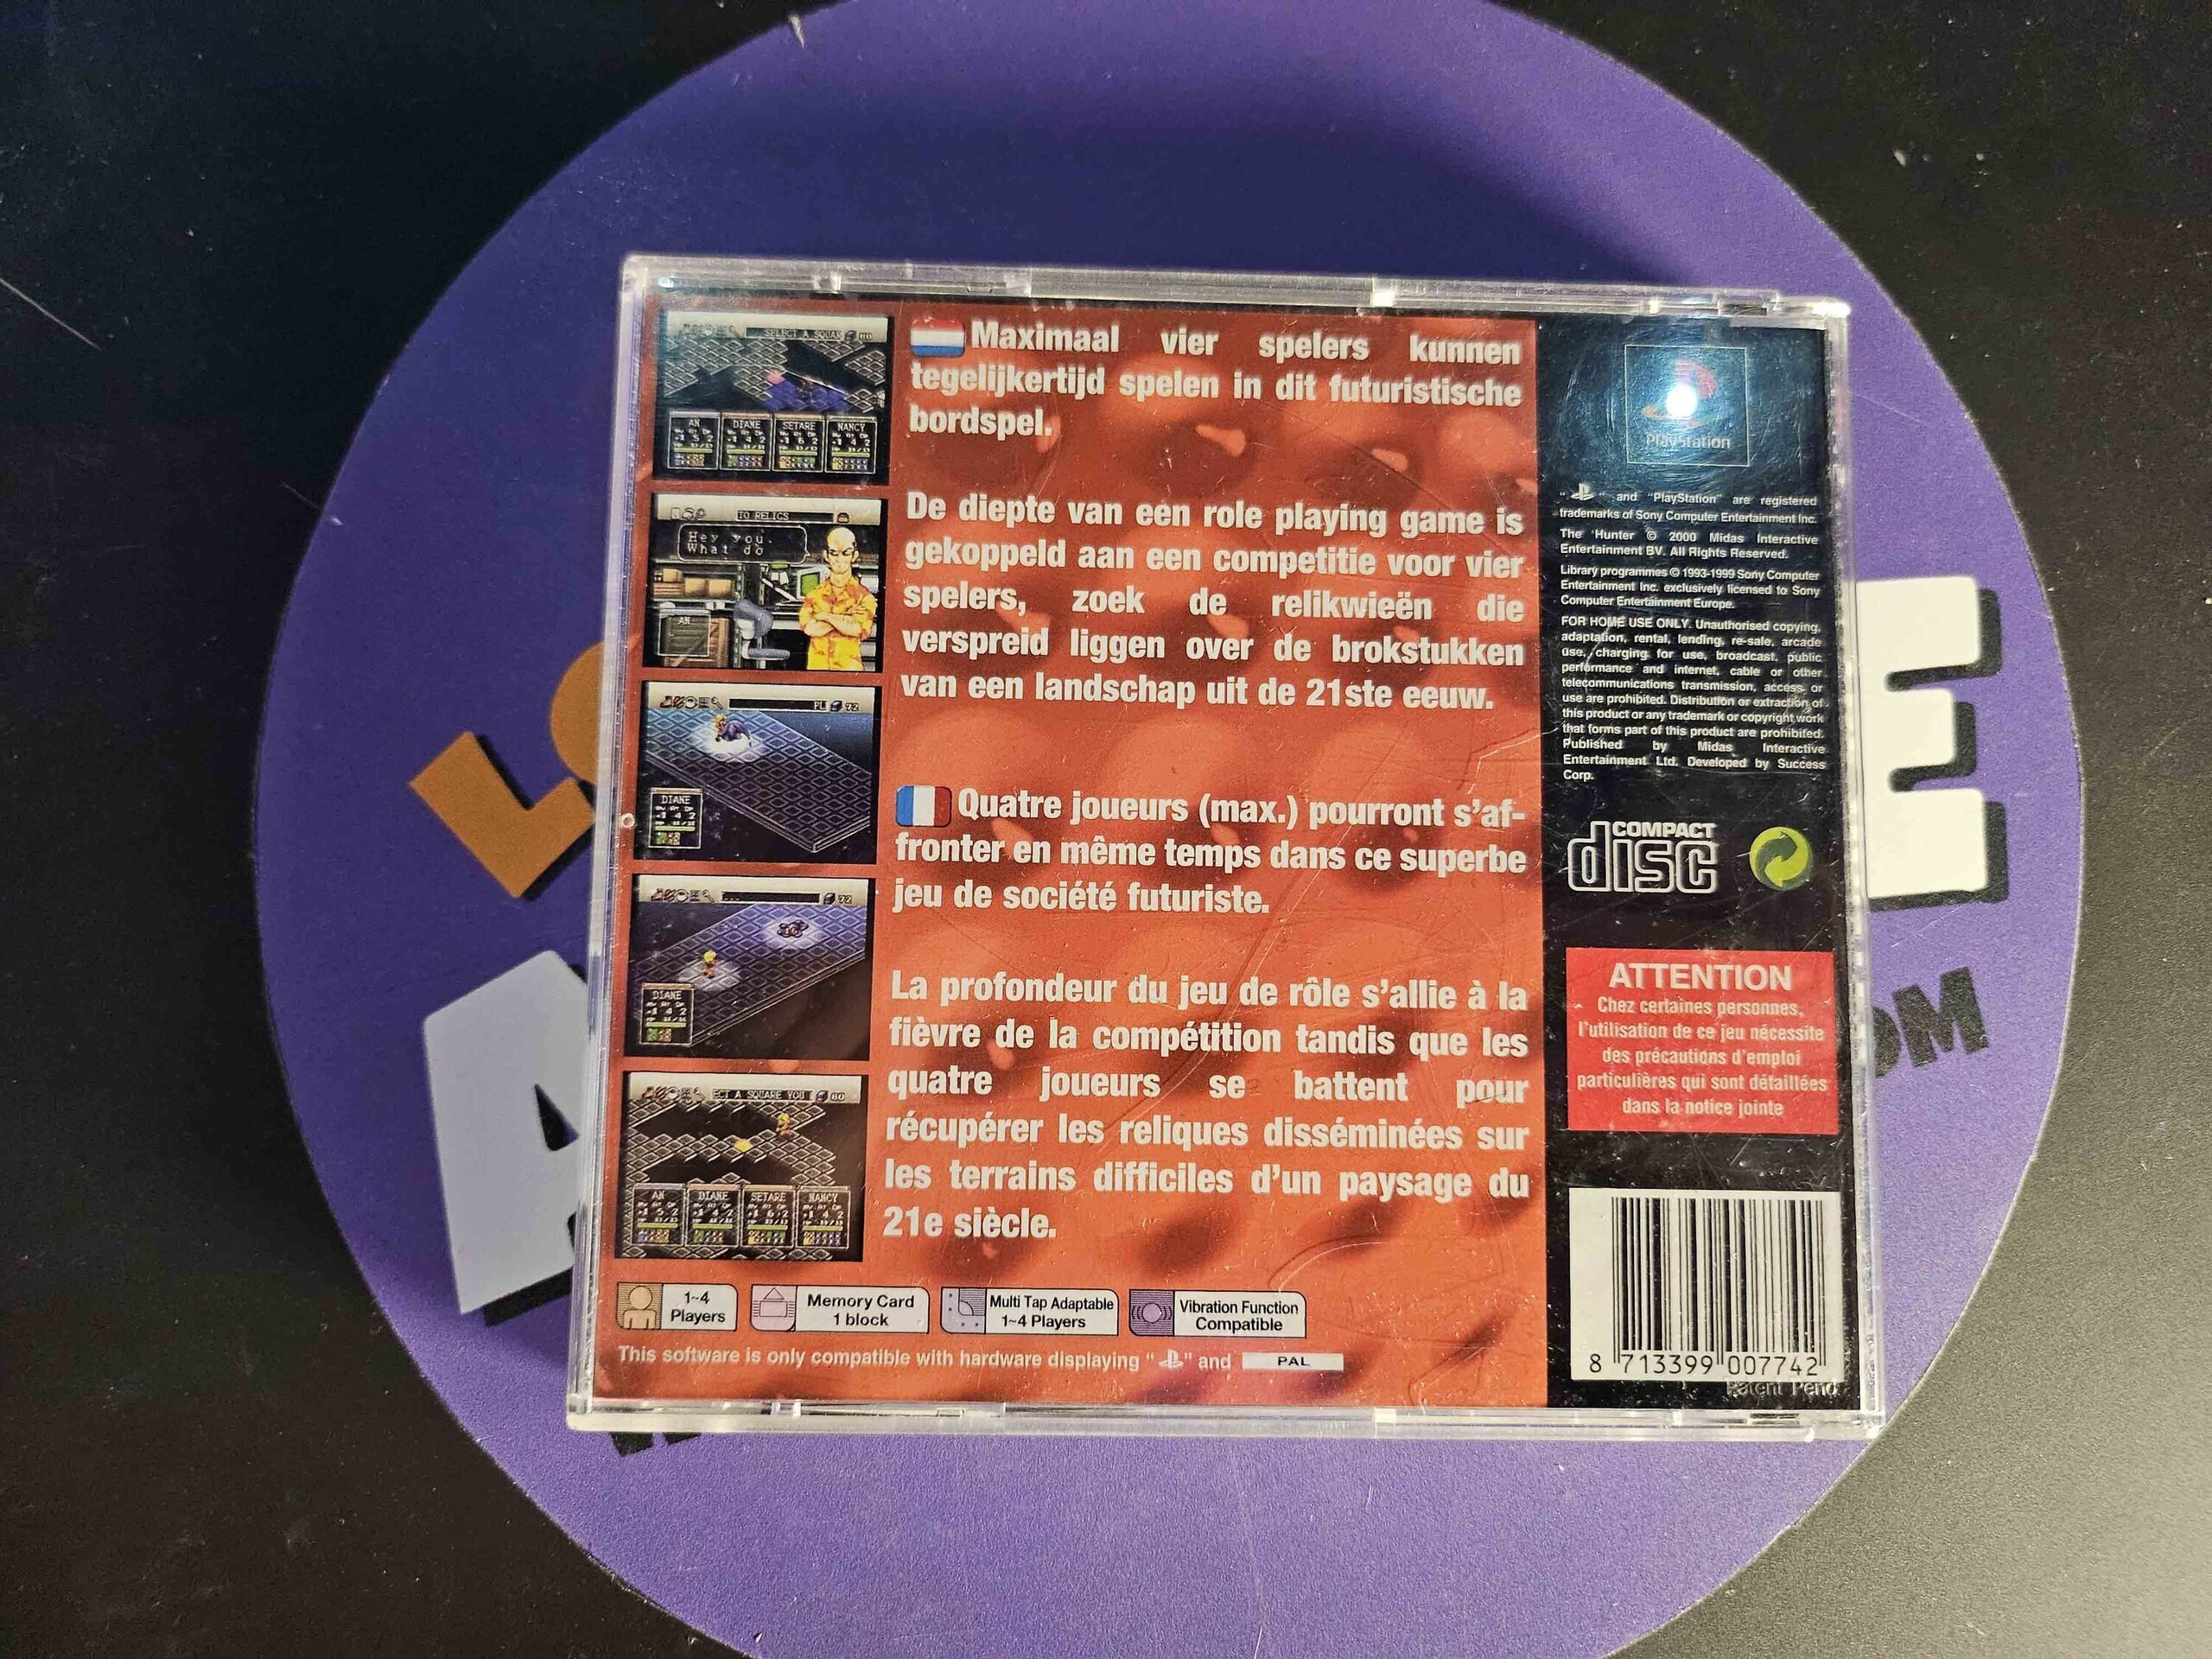 Maximaal vier spelers kunnen
tegelijkertijd spelen in dit futuristische
bordspel.
De diepte van een role playing game is
gekoppeld aan een competitie voor vier
spelers, zoek de relikwieën die
verspreid liggen over de brokstukken
van een landschap uit de 21ste eeuw.
Quatre joueurs (max.) pourront s'af-
fronter en même temps dans ce superbe
jeu de société futuriste.
La profondeur du jeu de rôle s'allie à la
fièvre de la compétition tandis que les
quatre joueurs se battent pour
récupérer les reliques disséminées sur
les terrains difficiles d'un paysage du
21e siècle.
SELECT A SQUAR 80
AN DIANE SETARE NANCY
TO RELICS
Hey you.
What do
AN
PL 72
DIANE
72
DIANE
ECT A SQUARE YOU 80
AN DIANE SETARE NANCY
1~4
Players
Memory Card
1 block
Multi Tap Adaptable
1~4 Players
Vibration Function
Compatible
This software is only compatible with hardware displaying " " and PAL
PlayStation
" " and "PlayStation" are registered
trademarks of Sony Computer Entertainment Inc.
The Hunter © 2000 Midas Interactive
Entertainment BV. All Rights Reserved.
Library programmes © 1993-1999 Sony Computer
Entertainment Inc. exclusively licensed to Sony
Computer Entertainment Europe.
FOR HOME USE ONLY. Unauthorised copying,
adaptation, rental, lending, re-sale, arcade
use, charging for use, broadcast, public
performance and internet, cable or other
telecommunications transmission, access or
use are prohibited. Distribution or extraction of
this product or any trademark or copyright work
that forms part of this product are prohibited.
Published by Midas Interactive
Entertainment Ltd. Developed by Success
Corp.
COMPACT
disc
ATTENTION
Chez certaines personnes,
l'utilisation de ce jeu nécessite
des précautions d'emploi
particulières qui sont détaillées
dans la notice jointe
8 713399 007742
Patent Pend